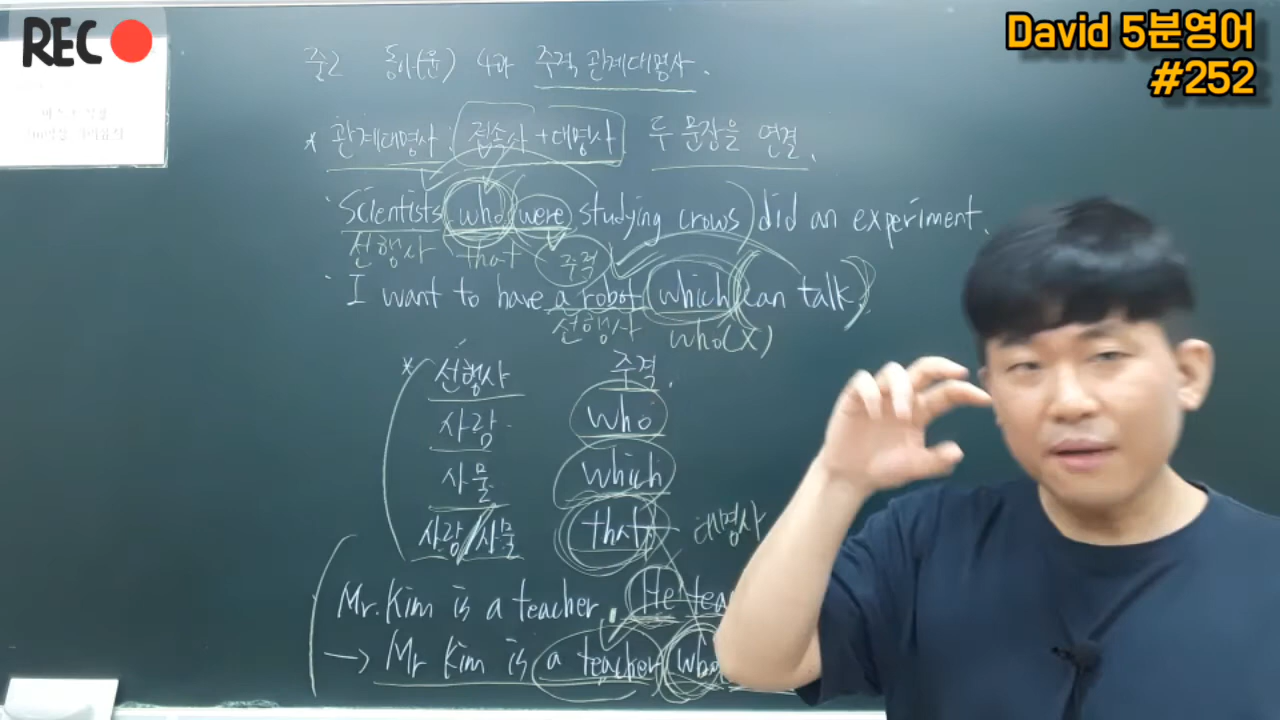 REC
David 5분영어
#252
중2 동아(윤) 4과 주격 관계대명사.
* 관계대명사. 접속사+대명사. 두 문장을 연결.
· Scientists who were studying crows did an experiment.
선행사 that 주격
· I want to have a robot which can talk.
선행사 who(X)
* 선행사 주격.
사람 who
사물 which
사람/사물 that 대명사
Mr. Kim is a teacher. He
→ Mr Kim is a teacher who